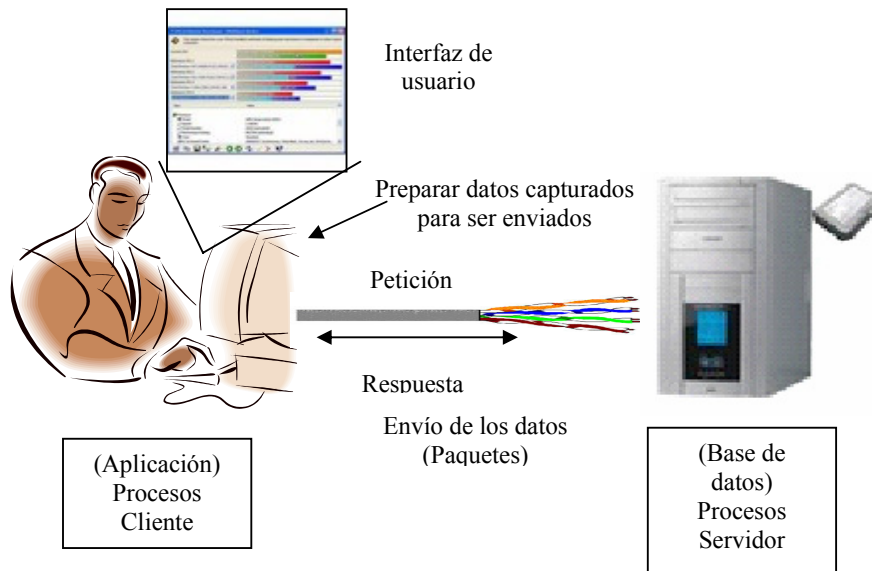 Interfaz de
usuario
Preparar datos capturados
para ser enviados
Petición
Respuesta
Envío de los datos
(Paquetes)
(Aplicación)
Procesos
Cliente
(Base de
datos)
Procesos
Servidor